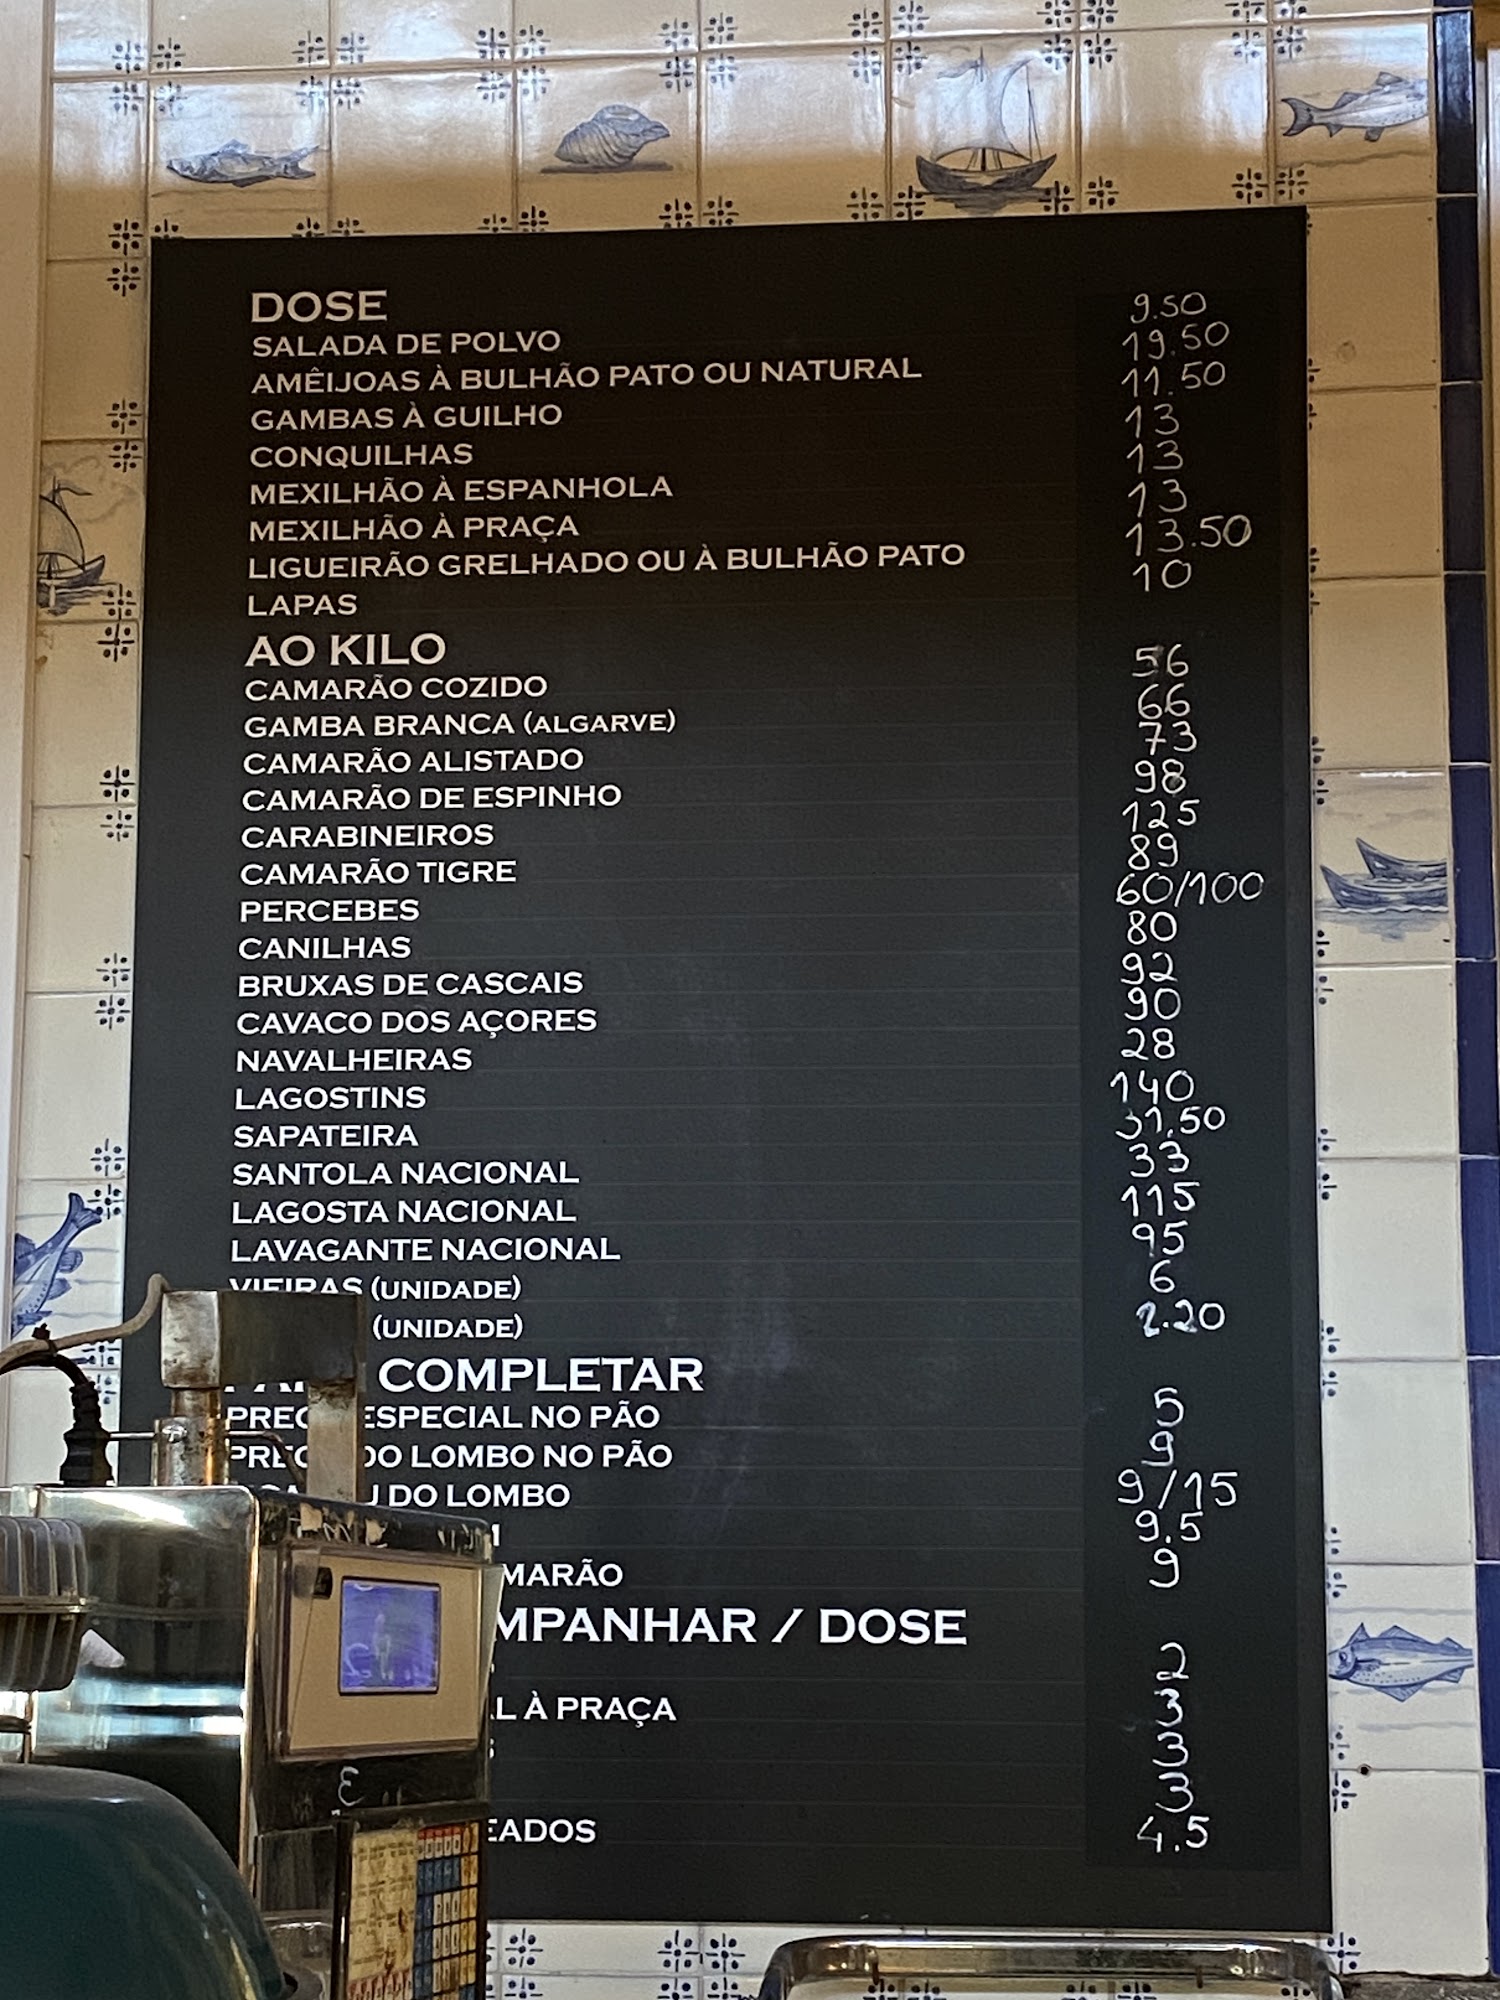 DOSE
SALADA DE POLVO 9.50
AMÊIJOAS À BULHÃO PATO OU NATURAL 19.50
GAMBAS À GUILHO 11.50
CONQUILHAS 13
MEXILHÃO À ESPANHOLA 13
MEXILHÃO À PRAÇA 13
LIGUEIRÃO GRELHADO OU À BULHÃO PATO 13.50
LAPAS 10
AO KILO
CAMARÃO COZIDO 56
GAMBA BRANCA (ALGARVE) 66
CAMARÃO ALISTADO 73
CAMARÃO DE ESPINHO 98
CARABINEIROS 125
CAMARÃO TIGRE 89
PERCEBES 60/100
CANILHAS 80
BRUXAS DE CASCAIS 92
CAVACO DOS AÇORES 90
NAVALHEIRAS 28
LAGOSTINS 140
SAPATEIRA 31.50
SANTOLA NACIONAL 33
LAGOSTA NACIONAL 115
LAVAGANTE NACIONAL 95
VIEIRAS (UNIDADE) 6
(UNIDADE) 2.20
COMPLETAR
ESPECIAL NO PÃO 5
DO LOMBO NO PÃO 9
DO LOMBO 9/15
9.5
9
/ DOSE
2
À PRAÇA 3
3
3
4.5